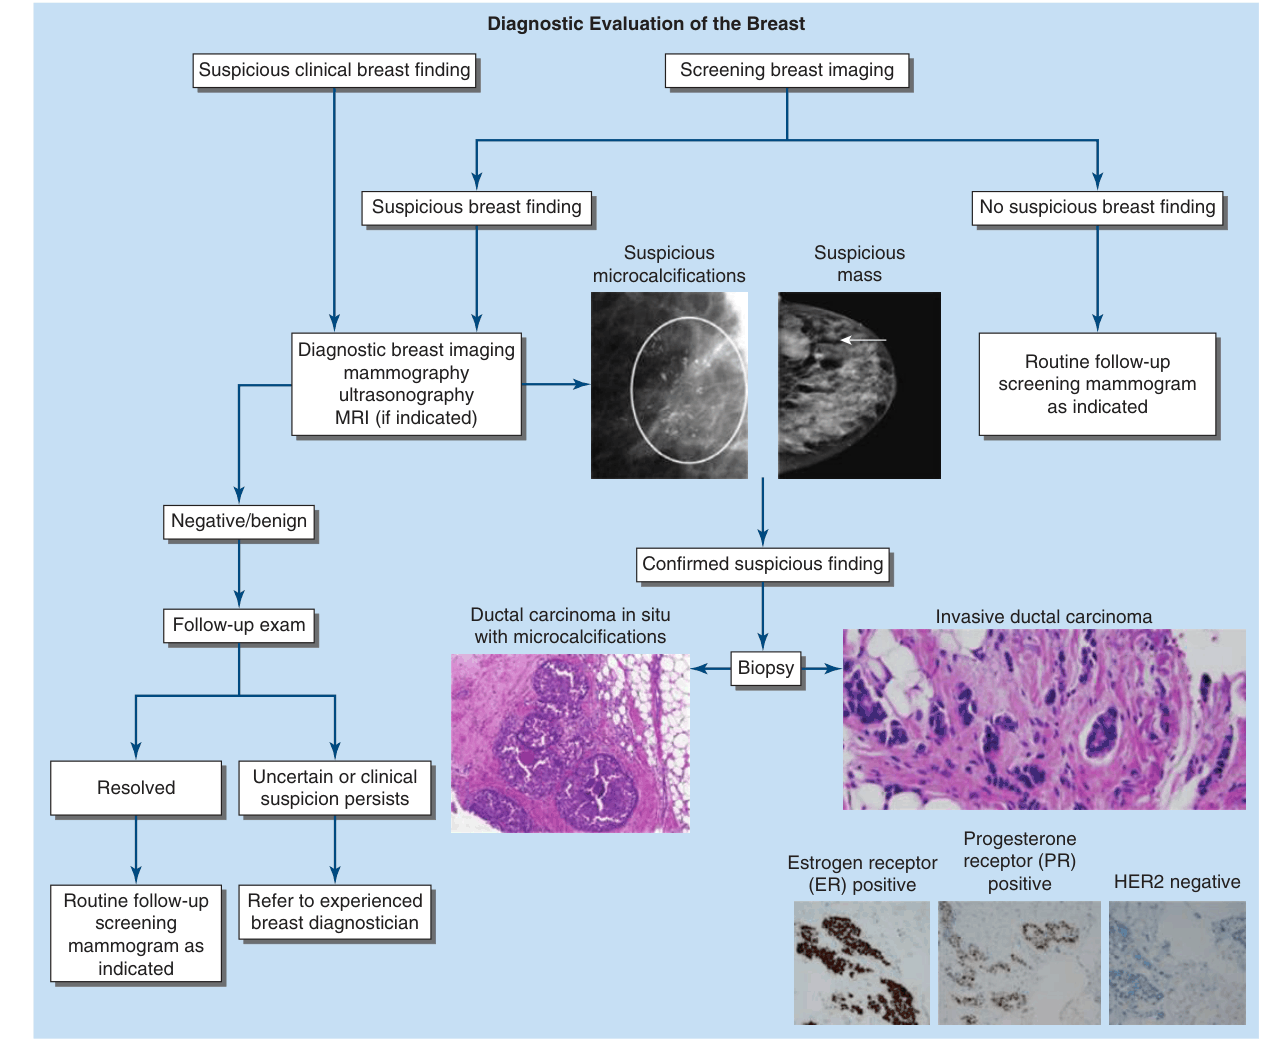 Diagnostic Evaluation of the Breast
Suspicious clinical breast finding
Screening breast imaging
Suspicious breast finding
No suspicious breast finding
Suspicious
microcalcifications
Suspicious
mass
Diagnostic breast imaging
mammography
ultrasonography
MRI (if indicated)
Routine follow-up
screening mammogram
as indicated
Negative/benign
Confirmed suspicious finding
Follow-up exam
Ductal carcinoma in situ
with microcalcifications
Biopsy
Invasive ductal carcinoma
Resolved
Uncertain or clinical
suspicion persists
Routine follow-up
screening
mammogram as
indicated
Refer to experienced
breast diagnostician
Estrogen receptor
(ER) positive
Progesterone
receptor (PR)
positive
HER2 negative